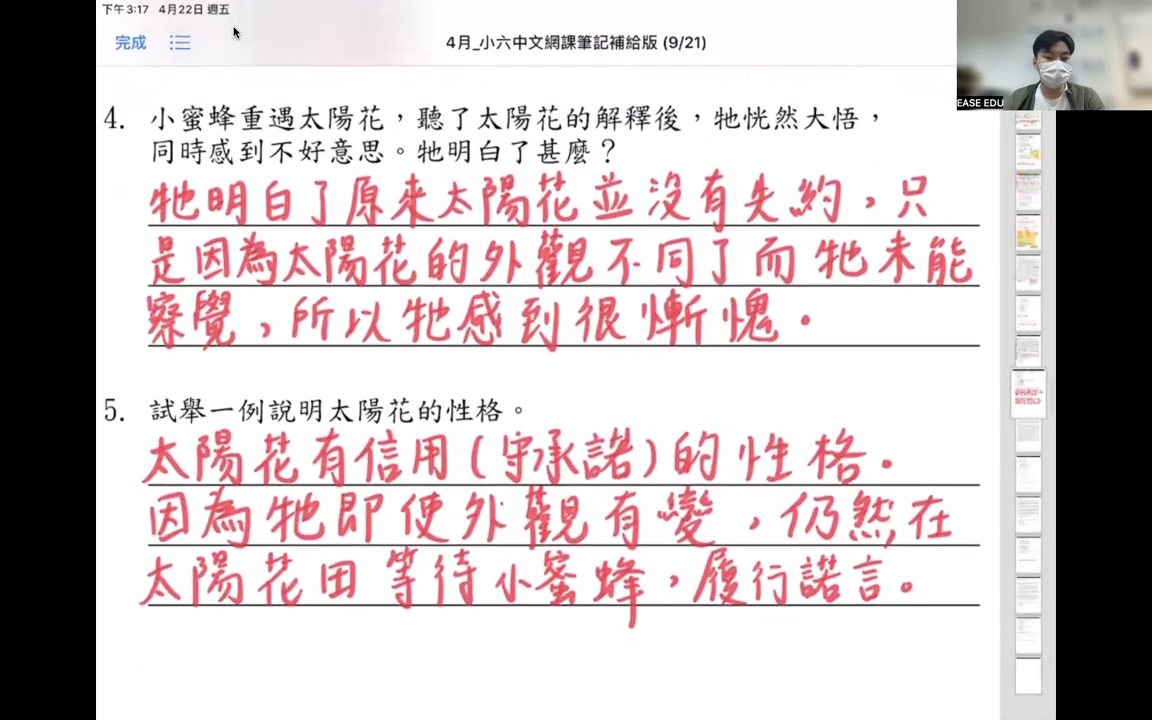 下午3:17 4月22日 週五
完成
4月_小六中文網課筆記補給版 (9/21)
EASE EDU
4. 小蜜蜂重遇太陽花，聽了太陽花的解釋後，牠恍然大悟，
同時感到不好意思。牠明白了甚麼？
牠明白了原來太陽花並沒有失約，只
是因為太陽花的外觀不同了而牠未能
察覺，所以牠感到很慚愧。
5. 試舉一例說明太陽花的性格。
太陽花有信用(守承諾)的性格。
因為牠即使外觀有變，仍然在
太陽花田等待小蜜蜂，履行諾言。